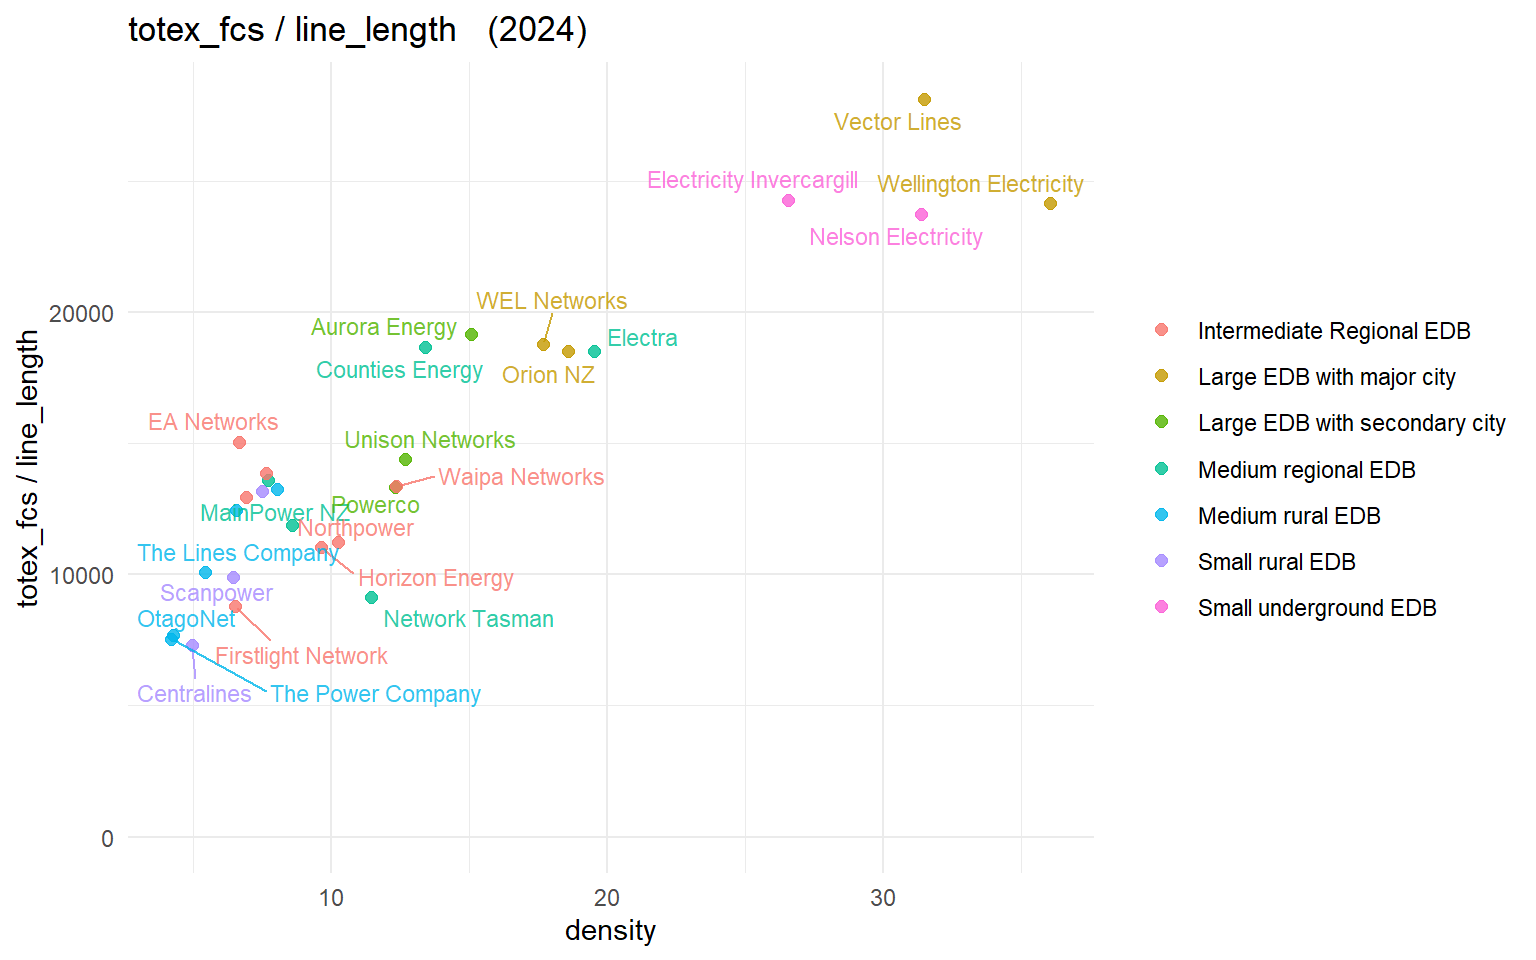 totex_fcs / line_length (2024)
Vector Lines
Electricity Invercargill
Wellington Electricity
Nelson Electricity
WEL Networks
Aurora Energy
Electra
Counties Energy
Orion NZ
EA Networks
Unison Networks
Waipa Networks
Powerco
MainPower NZ
Northpower
The Lines Company
Horizon Energy
Scanpower
OtagoNet
Network Tasman
Firstlight Network
Centralines
The Power Company
20000
10000
0
totex_fcs / line_length
10
20
30
density
Intermediate Regional EDB
Large EDB with major city
Large EDB with secondary city
Medium regional EDB
Medium rural EDB
Small rural EDB
Small underground EDB